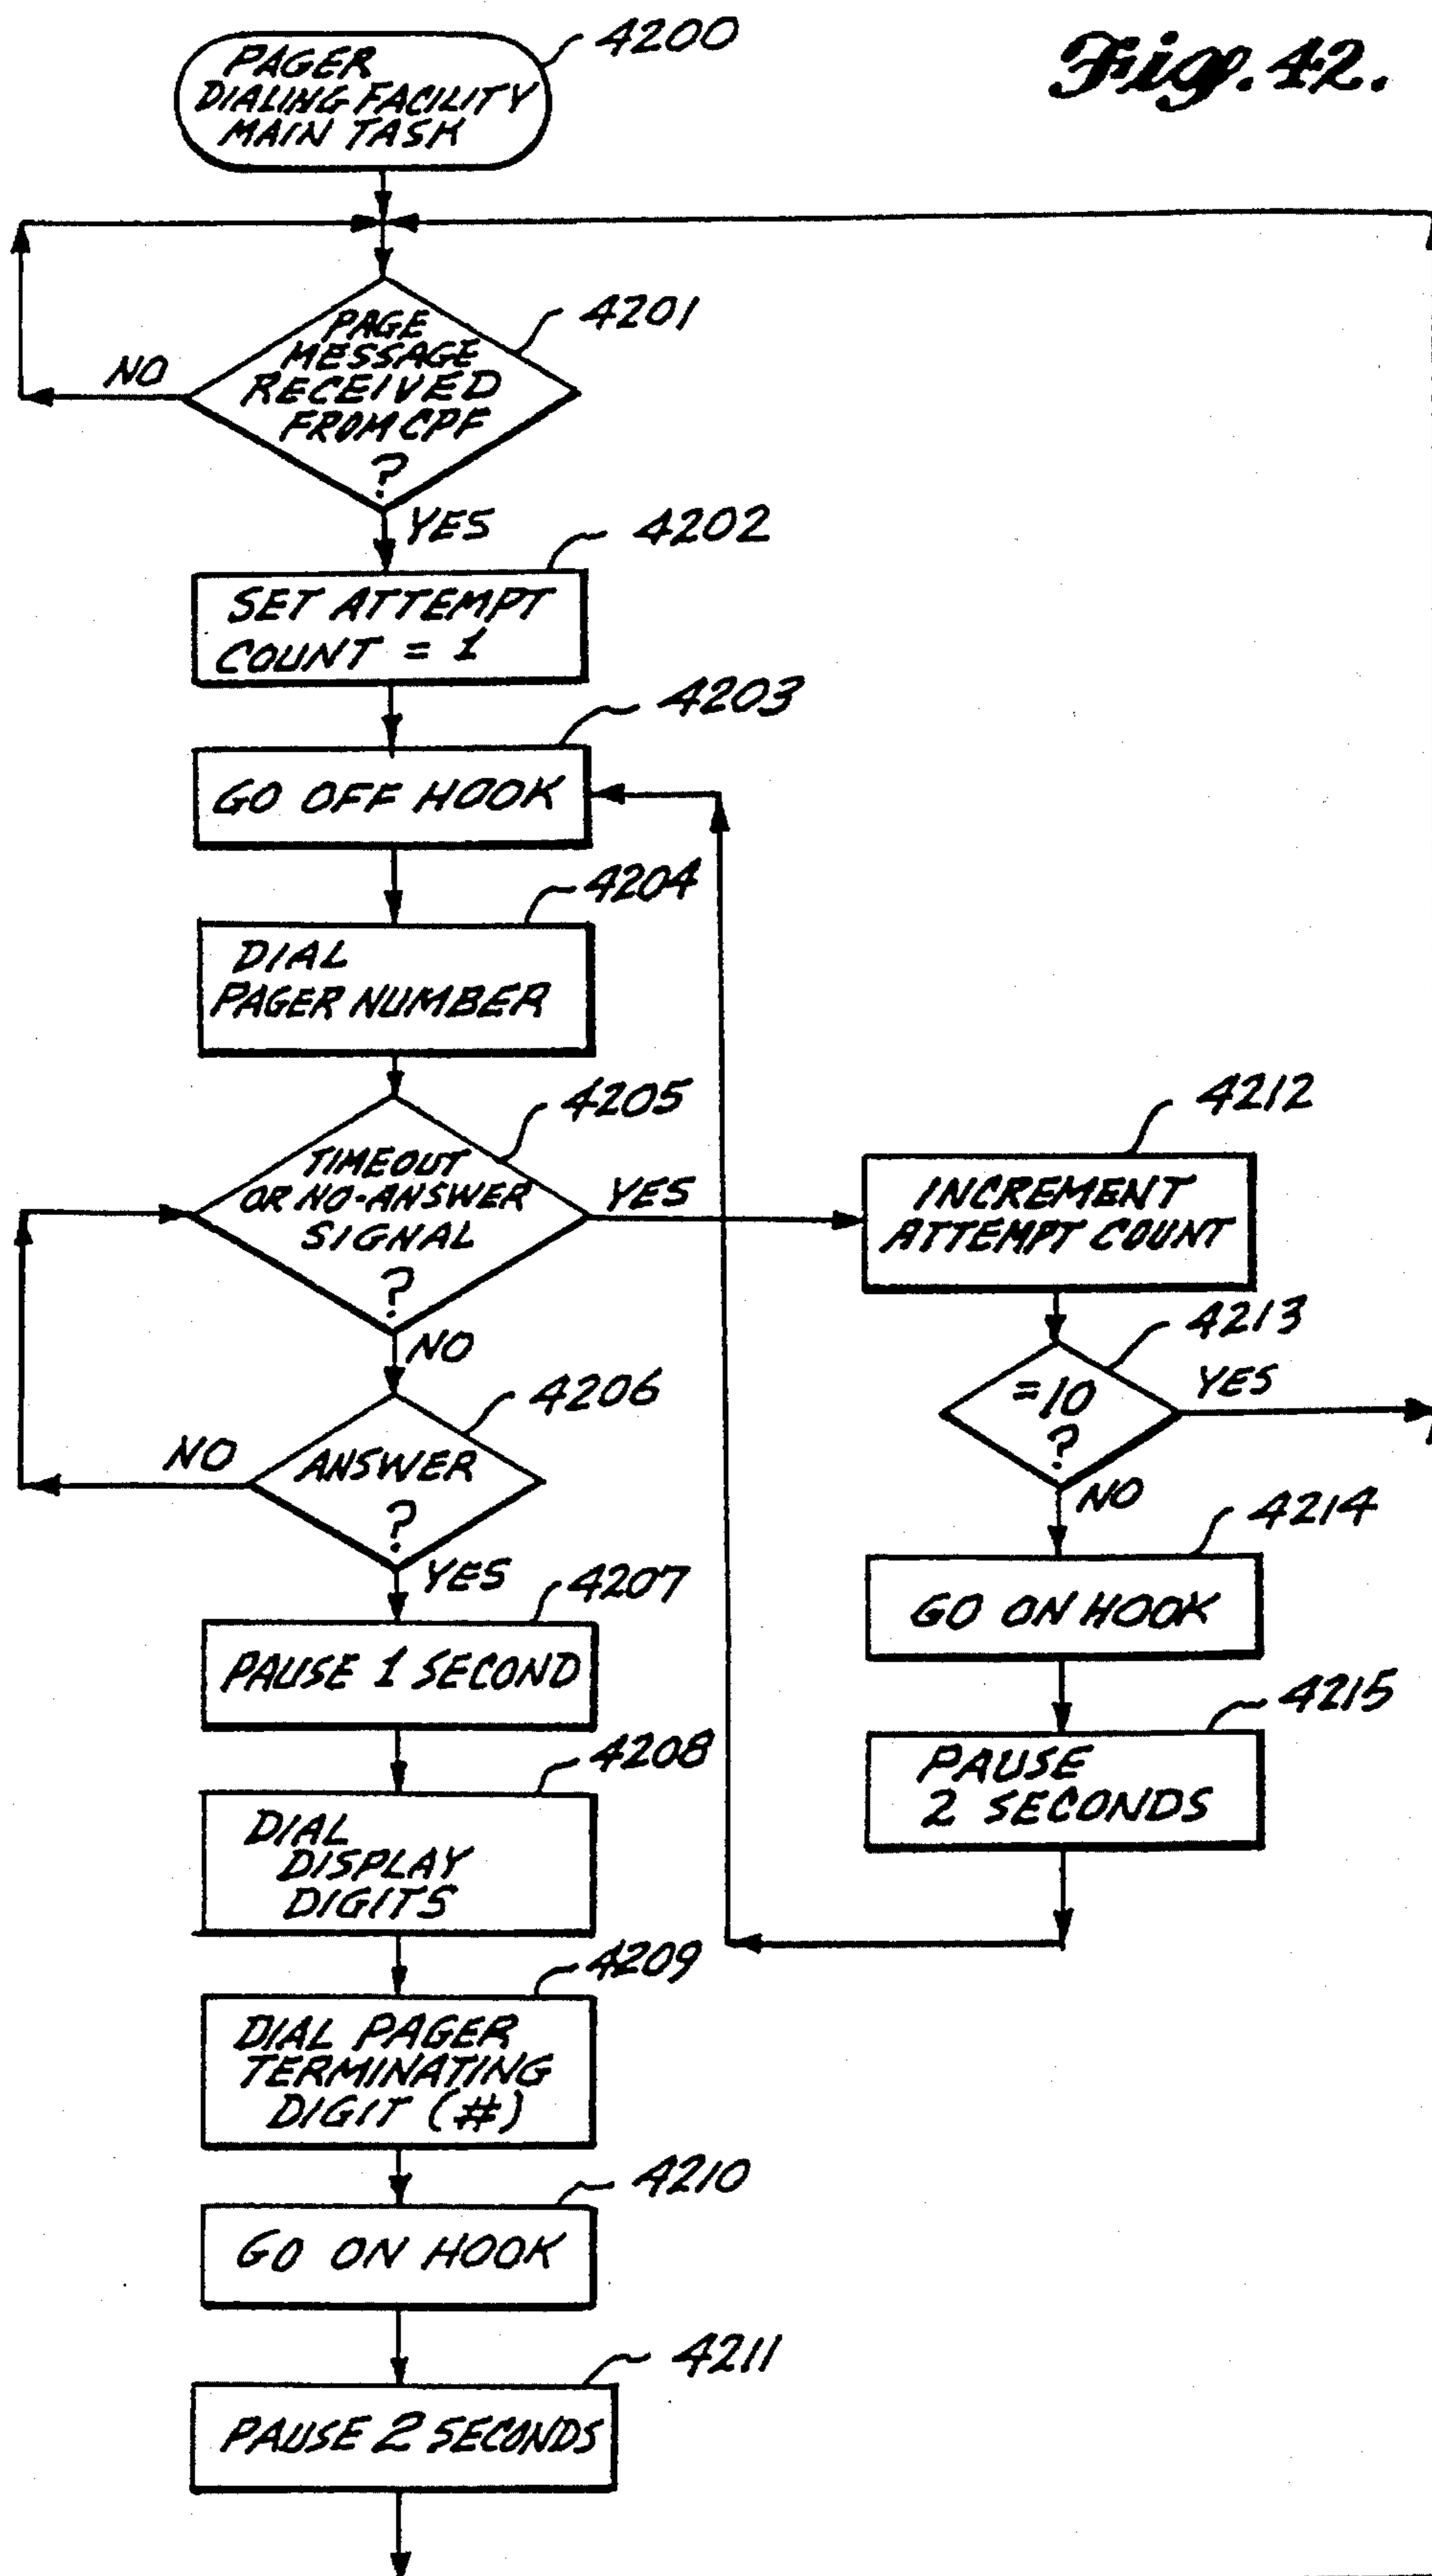 Fig. 42.
4200
PAGER
DIALING FACILITY
MAIN TASK
4201
PAGE
MESSAGE
RECEIVED
FROM CPF
?
NO
YES
4202
SET ATTEMPT
COUNT = 1
4203
GO OFF HOOK
4204
DIAL
PAGER NUMBER
4205
TIMEOUT
OR NO-ANSWER
SIGNAL
?
YES
NO
4206
ANSWER
?
NO
YES
4207
PAUSE 1 SECOND
4208
DIAL
DISPLAY
DIGITS
4209
DIAL PAGER
TERMINATING
DIGIT (#)
4210
GO ON HOOK
4211
PAUSE 2 SECONDS
4212
INCREMENT
ATTEMPT COUNT
4213
=10
?
YES
NO
4214
GO ON HOOK
4215
PAUSE
2 SECONDS